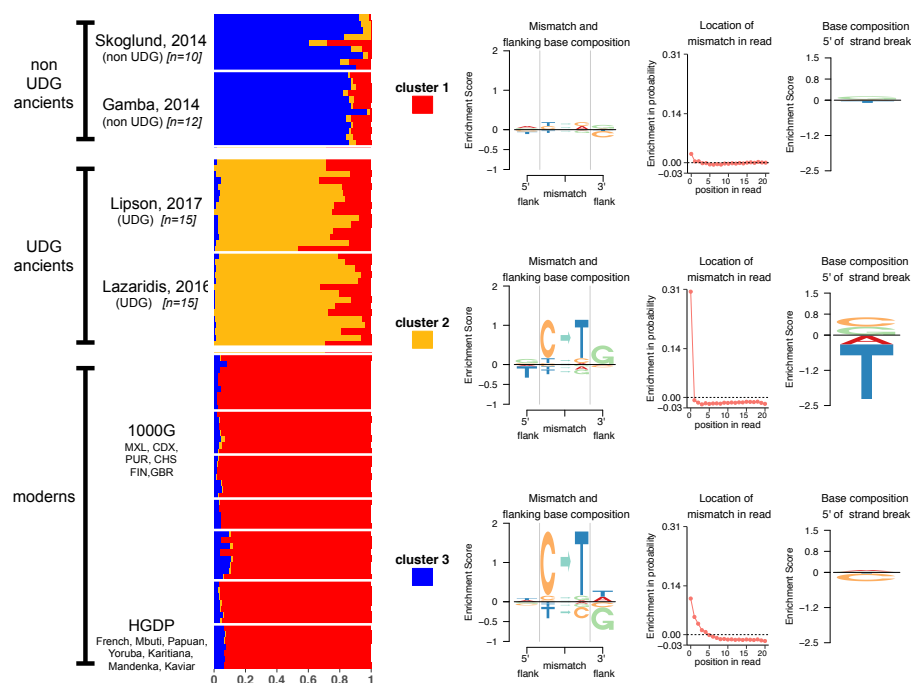 non
UDG
ancients
Skoglund, 2014
(non UDG) [n=10]
Gamba, 2014
(non UDG) [n=12]
UDG
ancients
Lipson, 2017
(UDG) [n=15]
Lazaridis, 2016
(UDG) [n=15]
moderns
1000G
MXL, CDX,
PUR, CHS
FIN,GBR
HGDP
French, Mbuti, Papuan,
Yoruba, Karitiana,
Mandenka, Kaviar
0 0.2 0.4 0.6 0.8 1
cluster 1
Mismatch and
flanking base composition
Enrichment Score
2
1
0
−0.5
−1
5'
flank
mismatch
3'
flank
Location of
mismatch in read
Enrichment in probability
0.31
0.14
0.00
−0.03
0 5 10 15 20
position in read
Base composition
5' of strand break
Enrichment Score
1.5
0.8
0
−1.2
−2.5
cluster 2
Mismatch and
flanking base composition
Enrichment Score
2
1
0
−0.5
−1
C T
G
T
5'
flank
mismatch
3'
flank
Location of
mismatch in read
Enrichment in probability
0.31
0.14
0.00
−0.03
0 5 10 15 20
position in read
Base composition
5' of strand break
Enrichment Score
1.5
0.8
0
−1.2
−2.5
C
G
A
T
cluster 3
Mismatch and
flanking base composition
Enrichment Score
2
1
0
−0.5
−1
C T
T C G
5'
flank
mismatch
3'
flank
Location of
mismatch in read
Enrichment in probability
0.31
0.14
0.00
−0.03
0 5 10 15 20
position in read
Base composition
5' of strand break
Enrichment Score
1.5
0.8
0
−1.2
−2.5
C